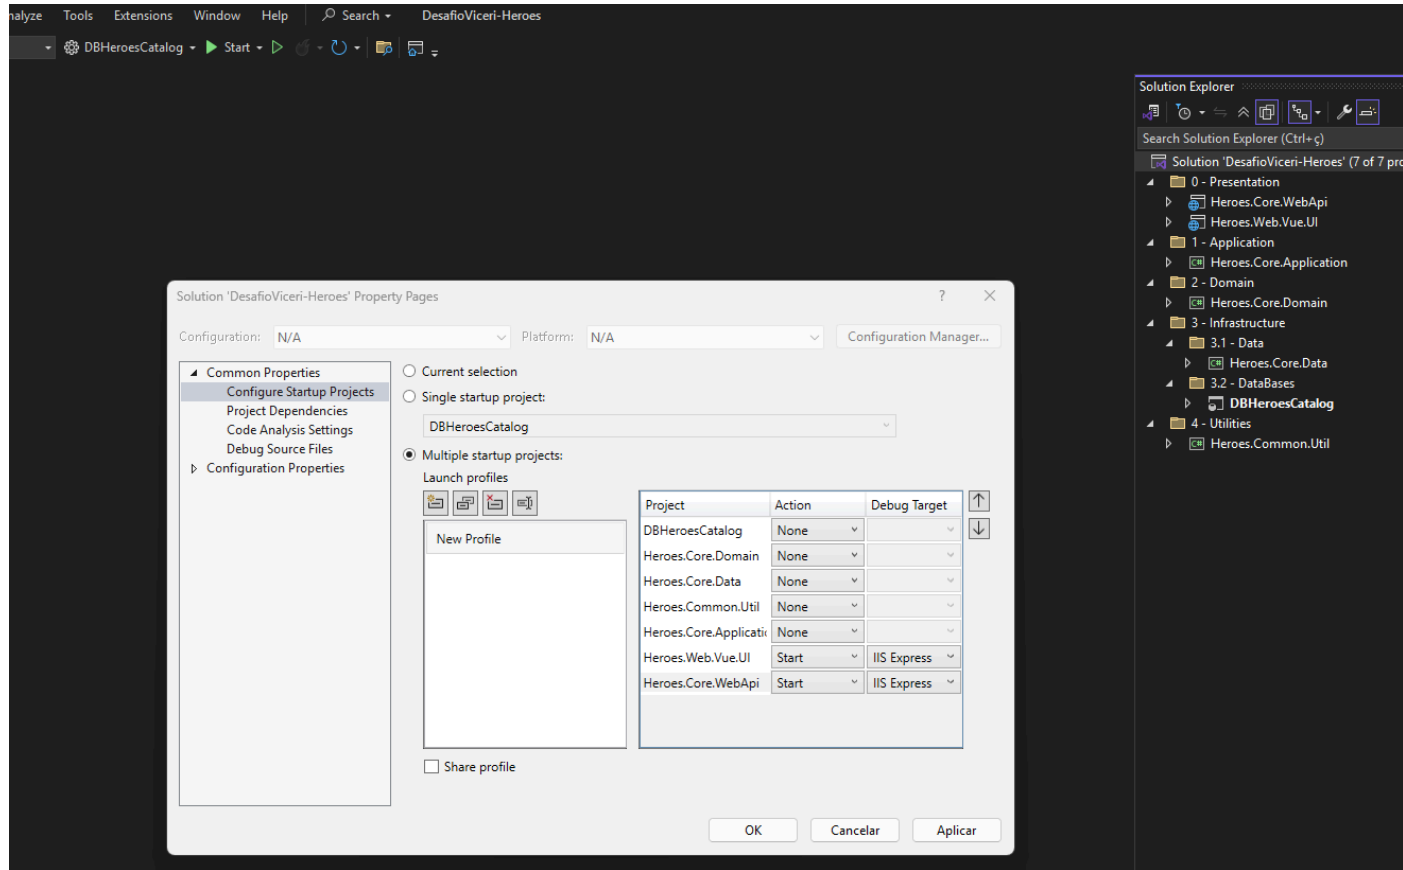 nalyze Tools Extensions Window Help Search DesafioViceri-Heroes
DBHeroesCatalog Start
Solution Explorer
Search Solution Explorer (Ctrl+ç)
Solution 'DesafioViceri-Heroes' (7 of 7 pro
0 - Presentation
Heroes.Core.WebApi
Heroes.Web.Vue.UI
1 - Application
Heroes.Core.Application
2 - Domain
Heroes.Core.Domain
3 - Infrastructure
3.1 - Data
Heroes.Core.Data
3.2 - DataBases
DBHeroesCatalog
4 - Utilities
Heroes.Common.Util
Solution 'DesafioViceri-Heroes' Property Pages ?
Configuration: N/A Platform: N/A Configuration Manager...
Common Properties
Configure Startup Projects
Project Dependencies
Code Analysis Settings
Debug Source Files
Configuration Properties
Current selection
Single startup project:
DBHeroesCatalog
Multiple startup projects:
Launch profiles
New Profile
Project Action Debug Target
DBHeroesCatalog None
Heroes.Core.Domain None
Heroes.Core.Data None
Heroes.Common.Util None
Heroes.Core.Applicatic None
Heroes.Web.Vue.UI Start IIS Express
Heroes.Core.WebApi Start IIS Express
Share profile
OK Cancelar Aplicar